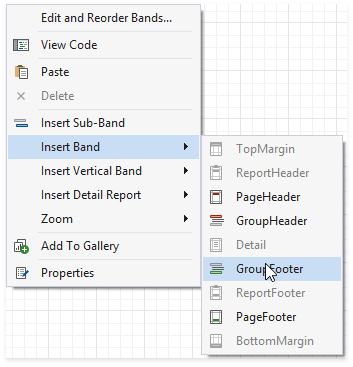 Edit and Reorder Bands...
View Code
Paste
Delete
Insert Sub-Band
Insert Band
Insert Vertical Band
Insert Detail Report
Zoom
Add To Gallery
Properties
TopMargin
ReportHeader
PageHeader
GroupHeader
Detail
GroupFooter
ReportFooter
PageFooter
BottomMargin